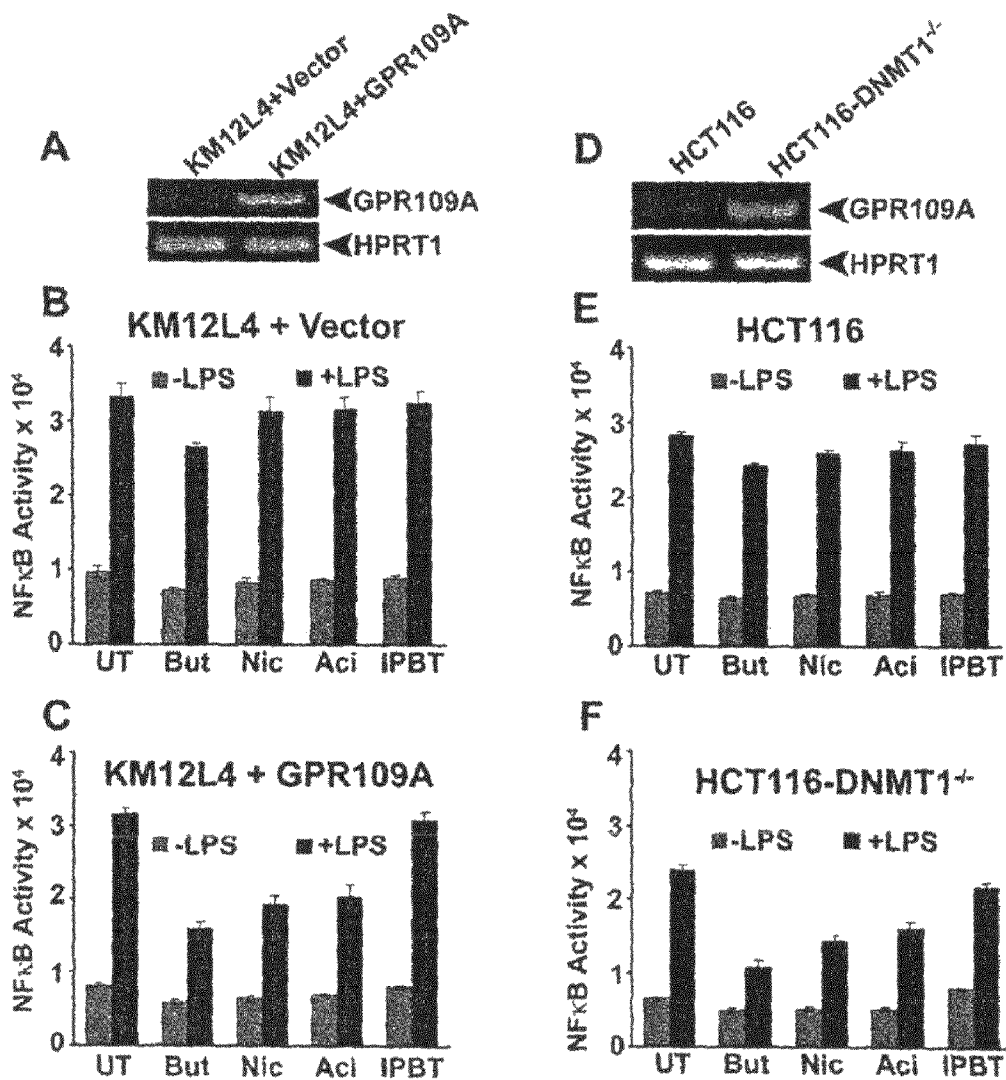 A
KM12L4+Vector
KM12L4+GPR109A
GPR109A
HPRT1
B
KM12L4 + Vector
NFκB Activity x 10⁴
4
3
2
1
0
-LPS
+LPS
UT But Nic Aci IPBT
C
KM12L4 + GPR109A
NFκB Activity x 10⁴
4
3
2
1
0
-LPS
+LPS
UT But Nic Aci IPBT
D
HCT116
HCT116-DNMT1⁻/⁻
GPR109A
HPRT1
E
HCT116
NFκB Activity x 10⁴
4
3
2
1
0
-LPS
+LPS
UT But Nic Aci IPBT
F
HCT116-DNMT1⁻/⁻
NFκB Activity x 10⁴
4
3
2
1
0
-LPS
+LPS
UT But Nic Aci IPBT